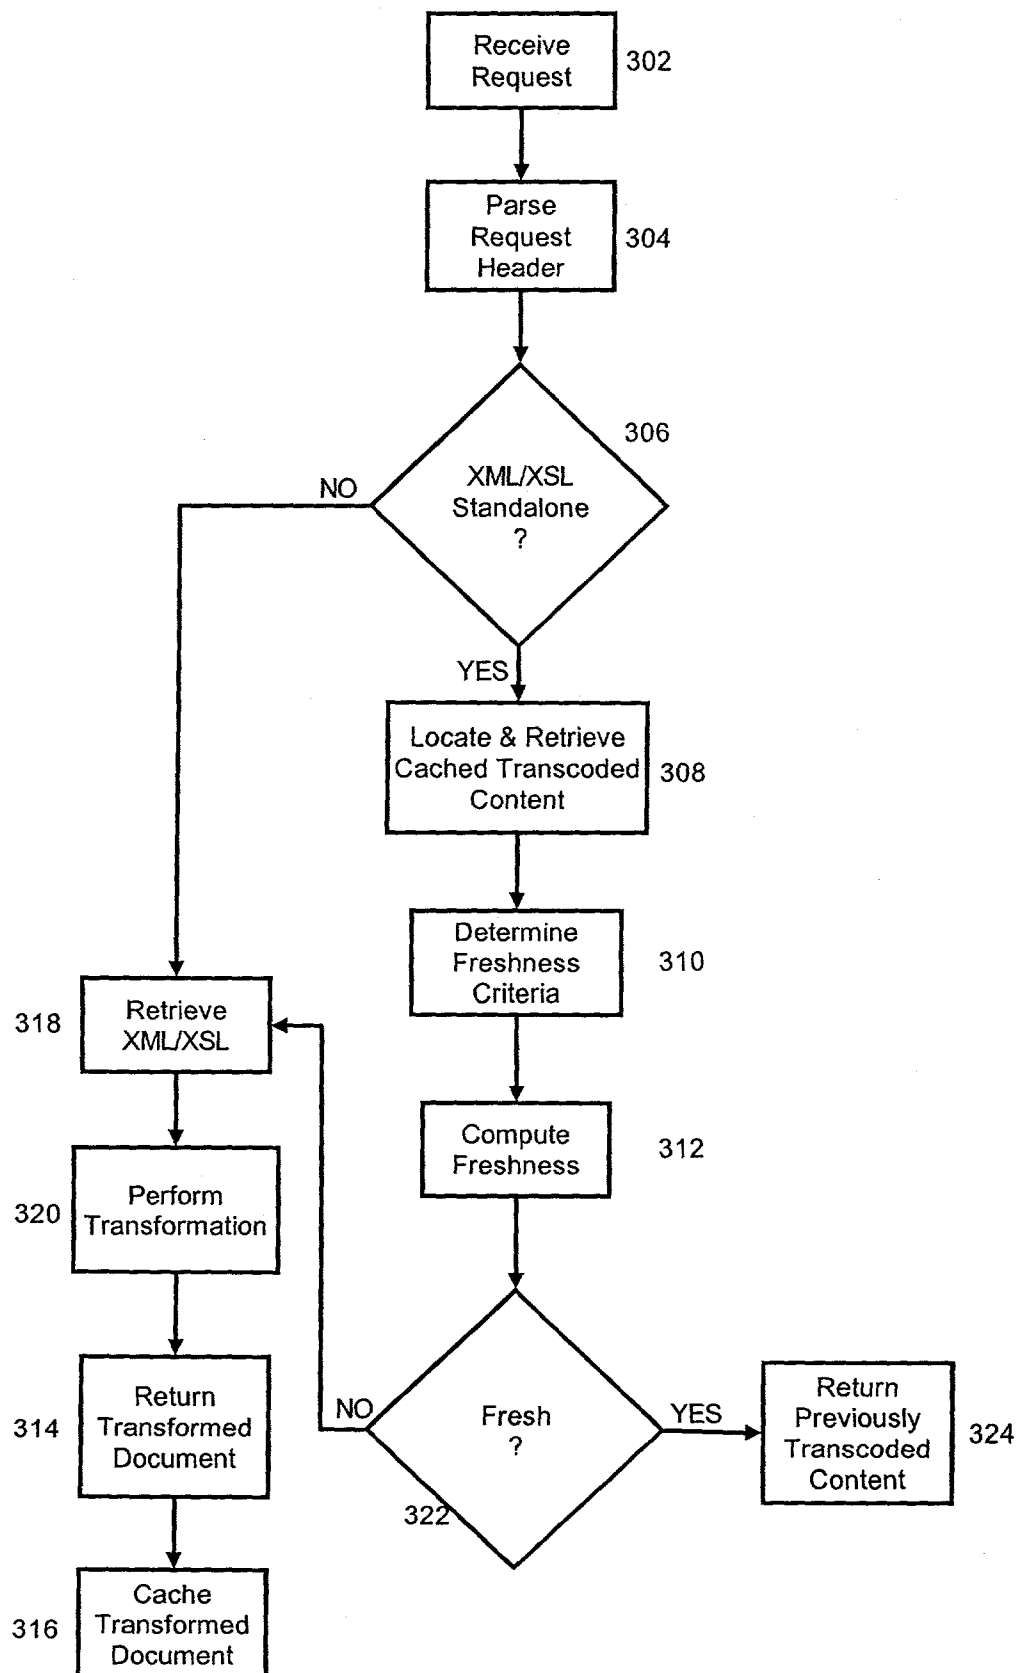 Receive
Request
302
Parse
Request
Header
304
306
XML/XSL
Standalone
?
NO
YES
Locate & Retrieve
Cached Transcoded
Content
308
Determine
Freshness
Criteria
310
318
Retrieve
XML/XSL
Compute
Freshness
312
320
Perform
Transformation
314
Return
Transformed
Document
NO
Fresh
?
322
YES
Return
Previously
Transcoded
Content
324
316
Cache
Transformed
Document